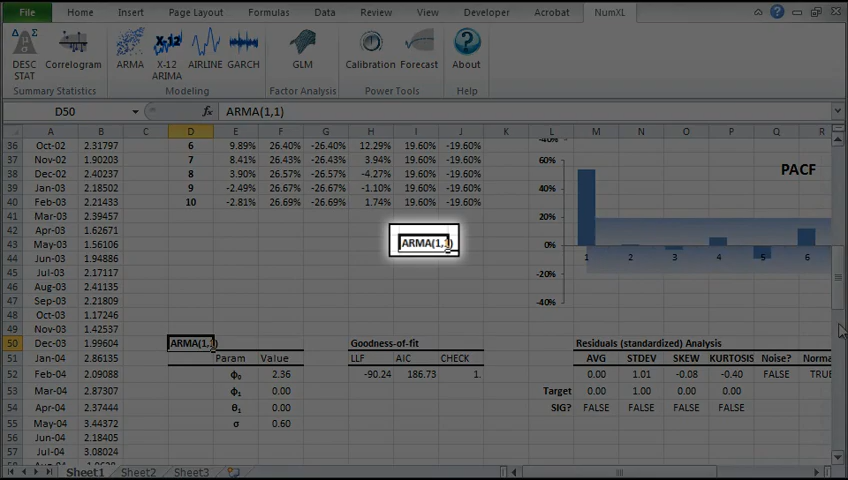 File Home Insert Page Layout Formulas Data Review View Developer Acrobat NumXL
DESC STAT Correlogram ARMA X-12 ARIMA AIRLINE GARCH GLM Calibration Forecast About
Summary Statistics Modeling Factor Analysis Power Tools Help
D50 fx ARMA(1,1)
A B C D E F G H I J K L M N O P Q R
36 Oct-02 2.31797 6 9.89% 26.40% -26.40% 12.29% 19.60% -19.60% -40%
37 Nov-02 1.90203 7 8.41% 26.43% -26.43% 3.94% 19.60% -19.60% 60%
38 Dec-02 2.40237 8 3.90% 26.57% -26.57% -4.27% 19.60% -19.60% PACF
39 Jan-03 2.18502 9 -2.49% 26.67% -26.67% -1.10% 19.60% -19.60% 40%
40 Feb-03 2.21433 10 -2.81% 26.69% -26.69% 1.74% 19.60% -19.60%
41 Mar-03 2.39457 20%
42 Apr-03 1.62671
43 May-03 1.56106 ARMA(1,1) 0%
44 Jun-03 1.94886 1 2 3 4 5 6
45 Jul-03 2.17117 -20%
46 Aug-03 2.41135
47 Sep-03 2.21809 -40%
48 Oct-03 1.17246
49 Nov-03 1.42537
50 Dec-03 1.99604 ARMA(1,1) Goodness-of-fit Residuals (standardized) Analysis
51 Jan-04 2.86135 Param Value LLF AIC CHECK AVG STDEV SKEW KURTOSIS Noise? Norma
52 Feb-04 2.09088 ϕ₀ 2.36 -90.24 186.73 1. 0.00 1.01 -0.08 -0.40 FALSE TRUE
53 Mar-04 2.87307 ϕ₁ 0.00 Target 0.00 1.00 0.00 0.00
54 Apr-04 2.37444 θ₁ 0.00 SIG? FALSE FALSE FALSE FALSE
55 May-04 3.44372 σ 0.60
56 Jun-04 2.18405
57 Jul-04 3.08024
Sheet1 Sheet2 Sheet3